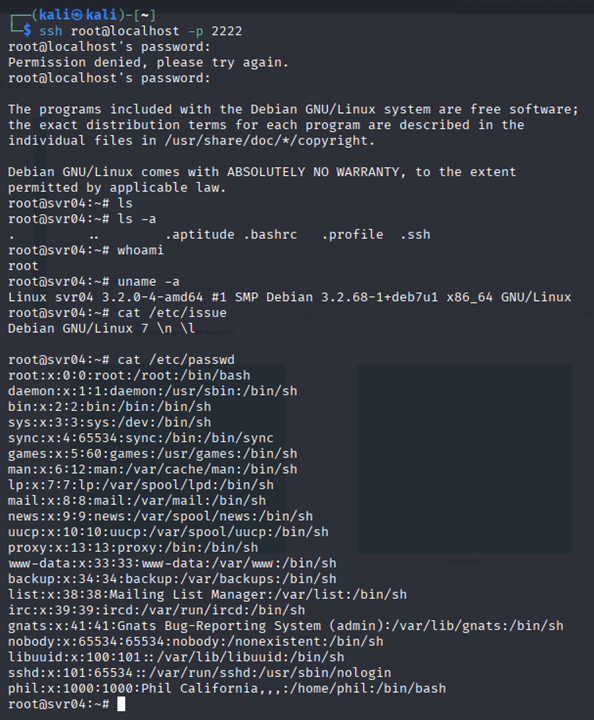 ┌──(kali㉿kali)-[~]
└─$ ssh root@localhost -p 2222
root@localhost's password:
Permission denied, please try again.
root@localhost's password:

The programs included with the Debian GNU/Linux system are free software;
the exact distribution terms for each program are described in the
individual files in /usr/share/doc/*/copyright.

Debian GNU/Linux comes with ABSOLUTELY NO WARRANTY, to the extent
permitted by applicable law.
root@svr04:~# ls
root@svr04:~# ls -a
.         ..        .aptitude .bashrc   .profile  .ssh
root@svr04:~# whoami
root
root@svr04:~# uname -a
Linux svr04 3.2.0-4-amd64 #1 SMP Debian 3.2.68-1+deb7u1 x86_64 GNU/Linux
root@svr04:~# cat /etc/issue
Debian GNU/Linux 7 \n \l

root@svr04:~# cat /etc/passwd
root:x:0:0:root:/root:/bin/bash
daemon:x:1:1:daemon:/usr/sbin:/bin/sh
bin:x:2:2:bin:/bin:/bin/sh
sys:x:3:3:sys:/dev:/bin/sh
sync:x:4:65534:sync:/bin:/bin/sync
games:x:5:60:games:/usr/games:/bin/sh
man:x:6:12:man:/var/cache/man:/bin/sh
lp:x:7:7:lp:/var/spool/lpd:/bin/sh
mail:x:8:8:mail:/var/mail:/bin/sh
news:x:9:9:news:/var/spool/news:/bin/sh
uucp:x:10:10:uucp:/var/spool/uucp:/bin/sh
proxy:x:13:13:proxy:/bin:/bin/sh
www-data:x:33:33:www-data:/var/www:/bin/sh
backup:x:34:34:backup:/var/backups:/bin/sh
list:x:38:38:Mailing List Manager:/var/list:/bin/sh
irc:x:39:39:ircd:/var/run/ircd:/bin/sh
gnats:x:41:41:Gnats Bug-Reporting System (admin):/var/lib/gnats:/bin/sh
nobody:x:65534:65534:nobody:/nonexistent:/bin/sh
libuuid:x:100:101::/var/lib/libuuid:/bin/sh
sshd:x:101:65534::/var/run/sshd:/usr/sbin/nologin
phil:x:1000:1000:Phil California,,,:/home/phil:/bin/bash
root@svr04:~#